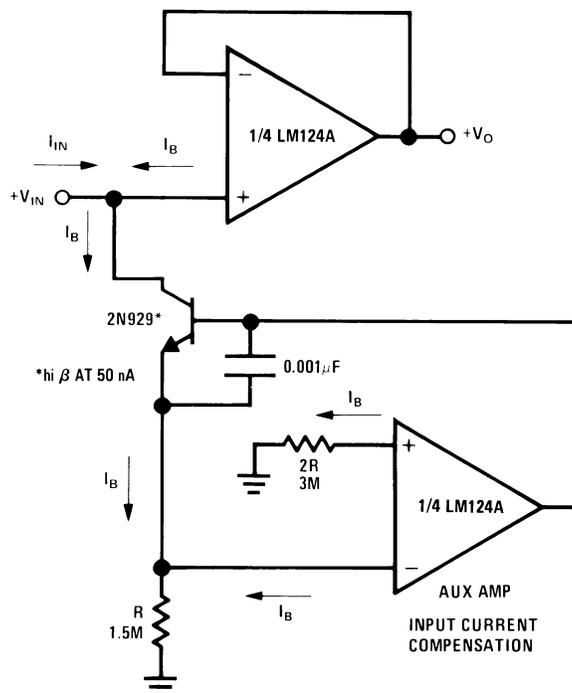 1/4 LM124A
+V_O
I_IN
I_B
+V_IN
I_B
2N929*
*hi β AT 50 nA
0.001μF
I_B
2R
3M
1/4 LM124A
I_B
I_B
R
1.5M
AUX AMP
INPUT CURRENT
COMPENSATION